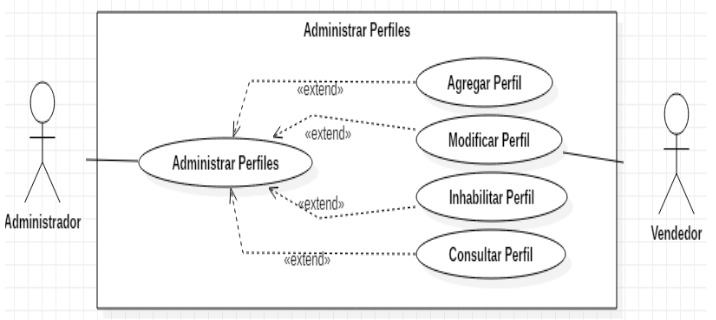 Administrar Perfiles
Agregar Perfil
«extend»
«extend»
Modificar Perfil
Administrar Perfiles
Inhabilitar Perfil
«extend»
Administrador
Vendedor
Consultar Perfil
«extend»